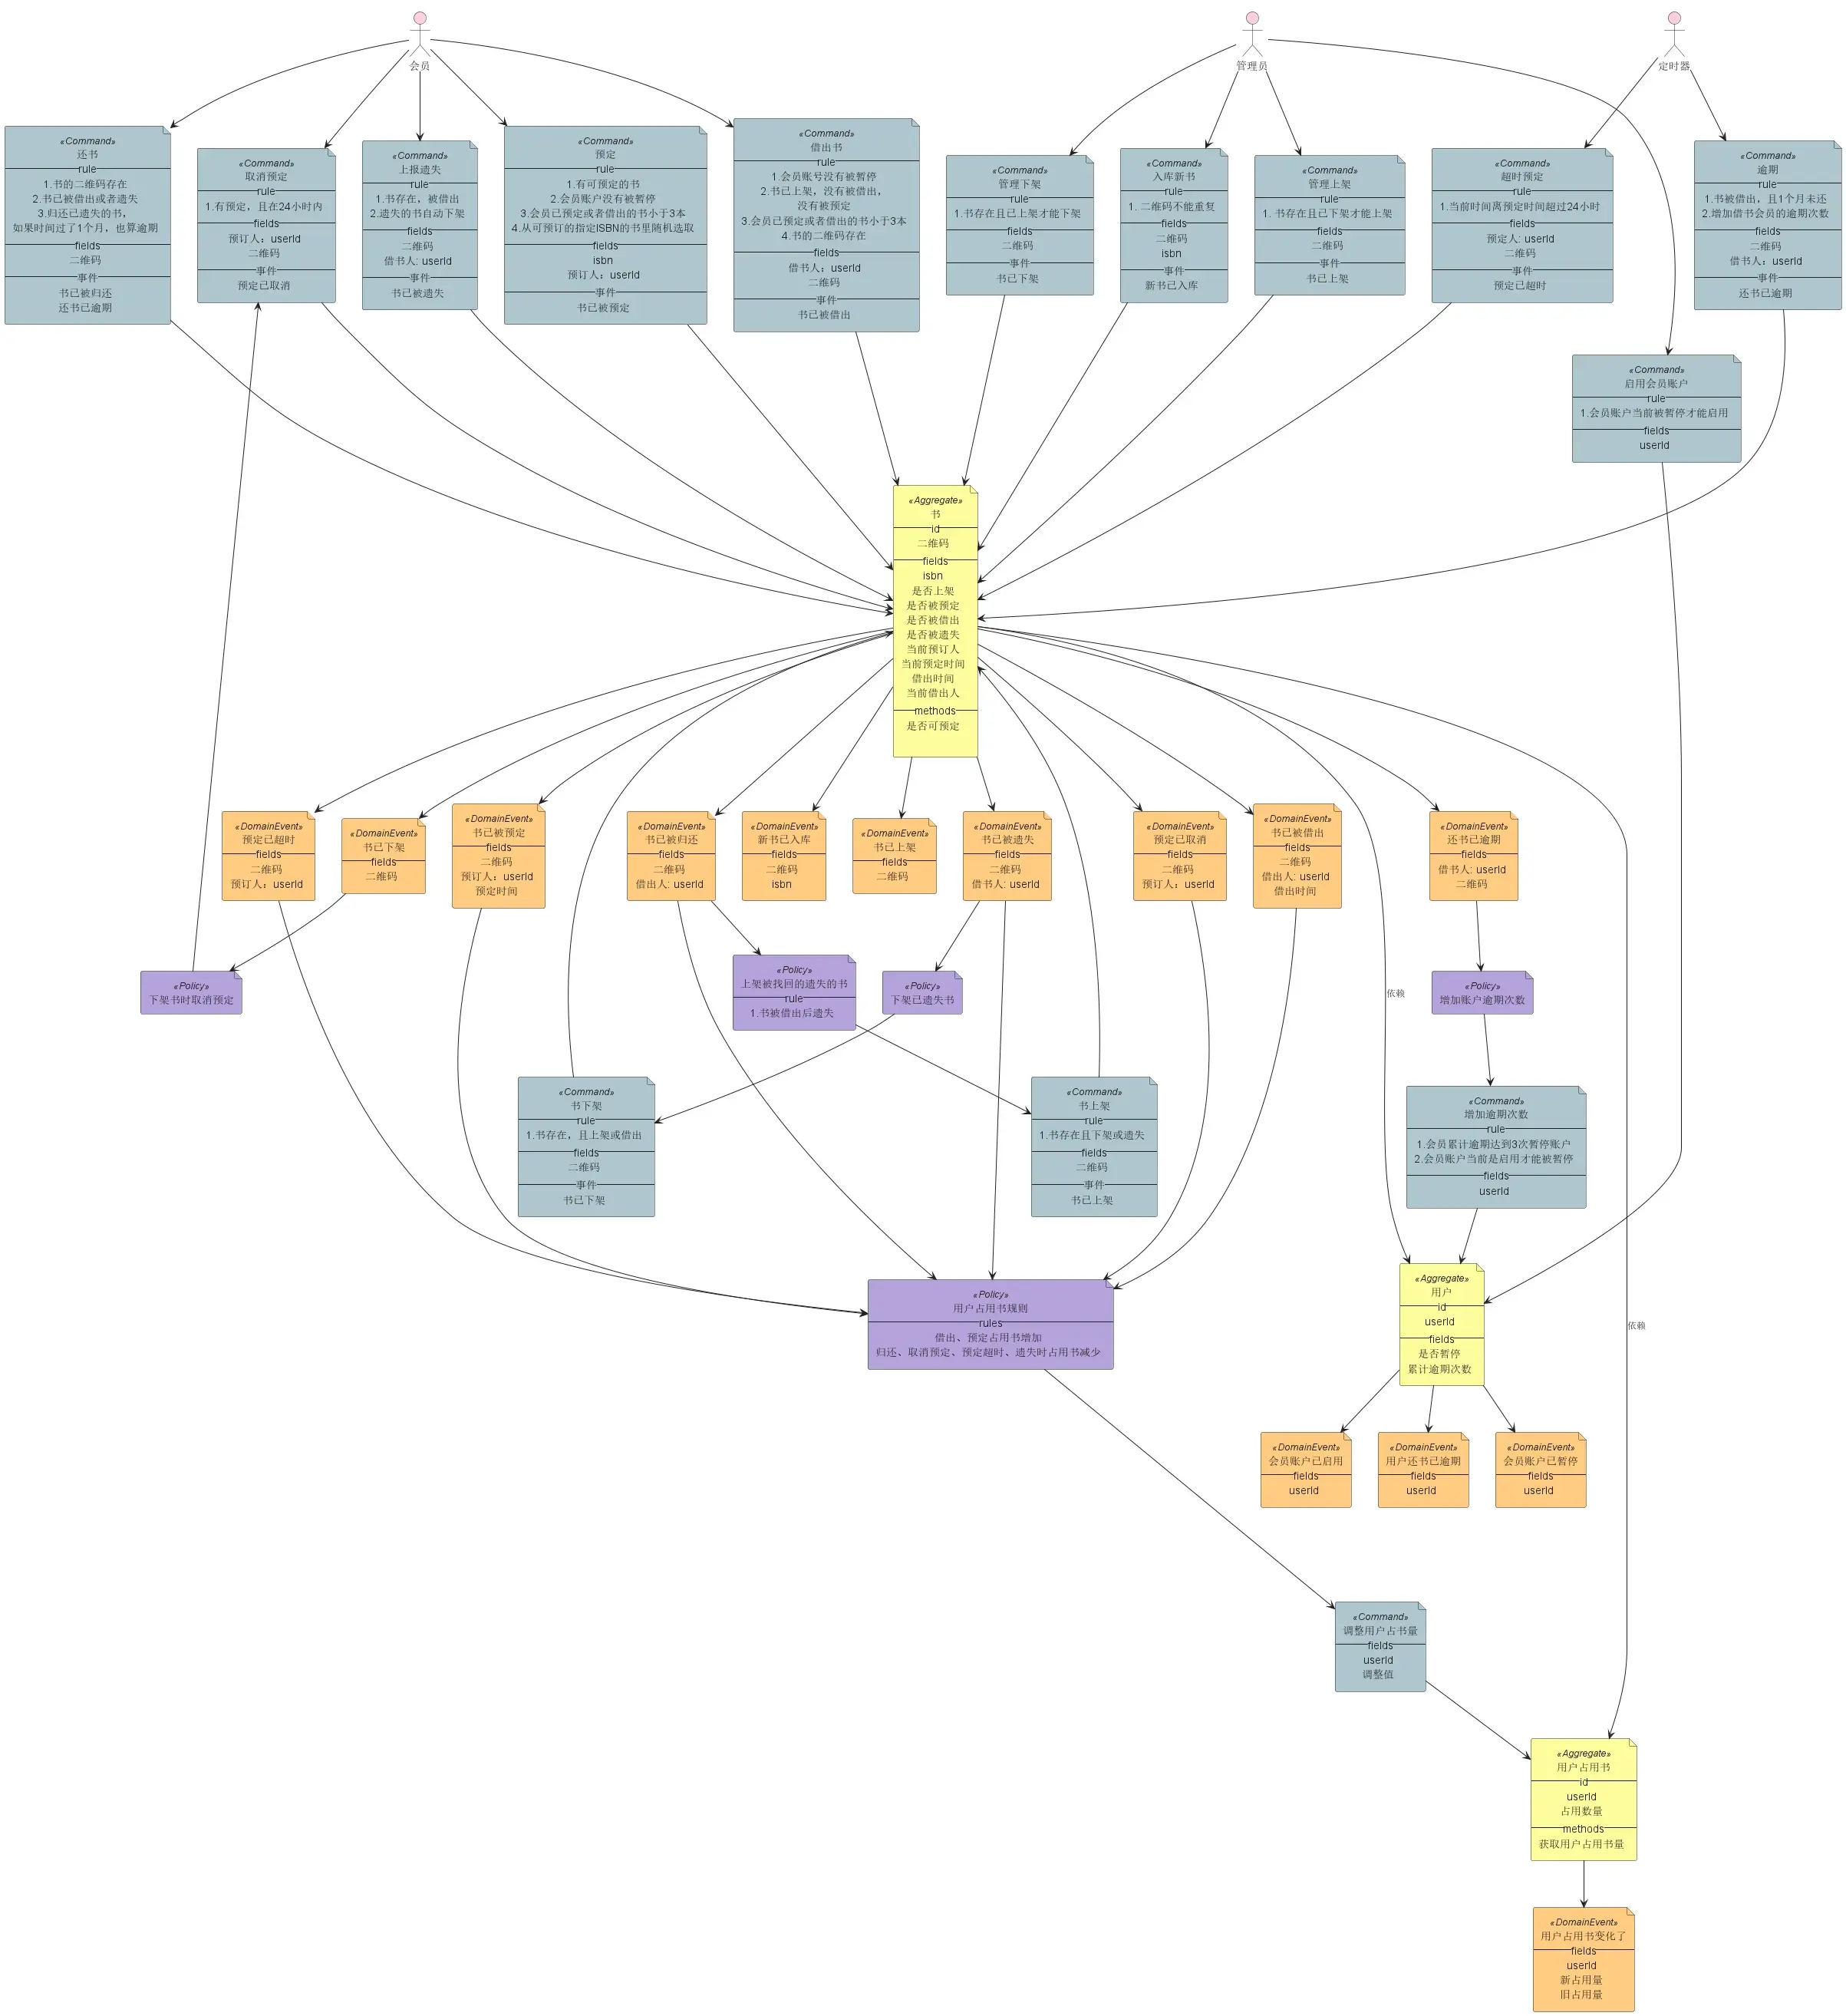 会员
管理员
定时器
«Command»
还书
rule
1.书的二维码存在
2.书已被借出或者遗失
3.归还已遗失的书,
如果时间过了1个月，也算逾期
fields
二维码
事件
书已被归还
还书已逾期
«Command»
取消预定
rule
1.有预定，且在24小时内
fields
预订人：userId
二维码
事件
预定已取消
«Command»
上报遗失
rule
1.书存在，被借出
2.遗失的书自动下架
fields
二维码
借书人: userId
事件
书已被遗失
«Command»
预定
rule
1.有可预定的书
2.会员账户没有被暂停
3.会员已预定或者借出的书小于3本
4.从可预订的指定ISBN的书里随机选取
fields
isbn
预订人：userId
事件
书已被预定
«Command»
借出书
rule
1.会员账号没有被暂停
2.书已上架，没有被借出，
没有被预定
3.会员已预定或者借出的书小于3本
4.书的二维码存在
fields
借书人：userId
二维码
事件
书已被借出
«Command»
管理下架
rule
1.书存在且已上架才能下架
fields
二维码
事件
书已下架
«Command»
入库新书
rule
1. 二维码不能重复
fields
二维码
isbn
事件
新书已入库
«Command»
管理上架
rule
1. 书存在且已下架才能上架
fields
二维码
事件
书已上架
«Command»
超时预定
rule
1.当前时间离预定时间超过24小时
fields
预定人: userId
二维码
事件
预定已超时
«Command»
逾期
rule
1.书被借出，且1个月未还
2.增加借书会员的逾期次数
fields
二维码
借书人：userId
事件
还书已逾期
«Command»
启用会员账户
rule
1.会员账户当前被暂停才能启用
fields
userId
«Aggregate»
书
id
二维码
fields
isbn
是否上架
是否被预定
是否被借出
是否被遗失
当前预订人
当前预定时间
借出时间
当前借出人
methods
是否可预定
«DomainEvent»
预定已超时
fields
二维码
预订人：userId
«DomainEvent»
书已下架
fields
二维码
«DomainEvent»
书已被预定
fields
二维码
预订人：userId
预定时间
«DomainEvent»
书已被归还
fields
二维码
借出人: userId
«DomainEvent»
新书已入库
fields
二维码
isbn
«DomainEvent»
书已上架
fields
二维码
«DomainEvent»
书已被遗失
fields
二维码
借书人: userId
«DomainEvent»
预定已取消
fields
二维码
预订人：userId
«DomainEvent»
书已被借出
fields
二维码
借出人: userId
借出时间
«DomainEvent»
还书已逾期
fields
借书人: userId
二维码
«Policy»
下架书时取消预定
«Policy»
上架被找回的遗失的书
rule
1.书被借出后遗失
«Policy»
下架已遗失书
依赖
«Policy»
增加账户逾期次数
«Command»
书下架
rule
1.书存在，且上架或借出
fields
二维码
事件
书已下架
«Command»
书上架
rule
1.书存在且下架或遗失
fields
二维码
事件
书已上架
«Command»
增加逾期次数
rule
1.会员累计逾期达到3次暂停账户
2.会员账户当前是启用才能被暂停
fields
userId
«Policy»
用户占用书规则
rules
借出、预定占用书增加
归还、取消预定、预定超时、遗失时占用书减少
«Aggregate»
用户
id
userId
fields
是否暂停
累计逾期次数
依赖
«DomainEvent»
会员账户已启用
fields
userId
«DomainEvent»
用户还书已逾期
fields
userId
«DomainEvent»
会员账户已暂停
fields
userId
«Command»
调整用户占书量
fields
userId
调整值
«Aggregate»
用户占用书
id
userId
占用数量
methods
获取用户占用书量
«DomainEvent»
用户占用书变化了
fields
userId
新占用量
旧占用量